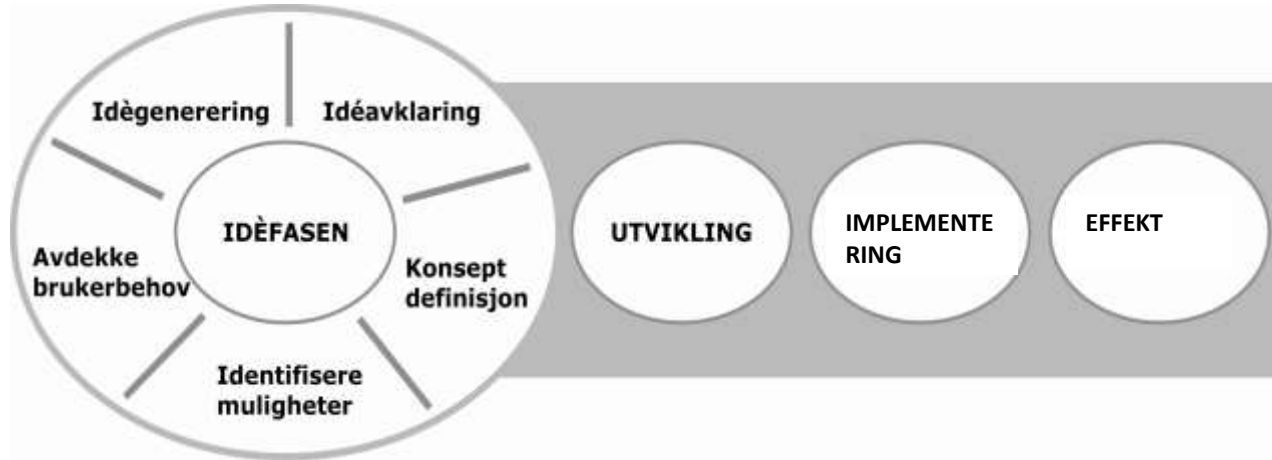 Idègenerering
Idéavklaring
IDÈFASEN
UTVIKLING
IMPLEMENTE
RING
EFFEKT
Avdekke
brukerbehov
Konsept
definisjon
Identifisere
muligheter